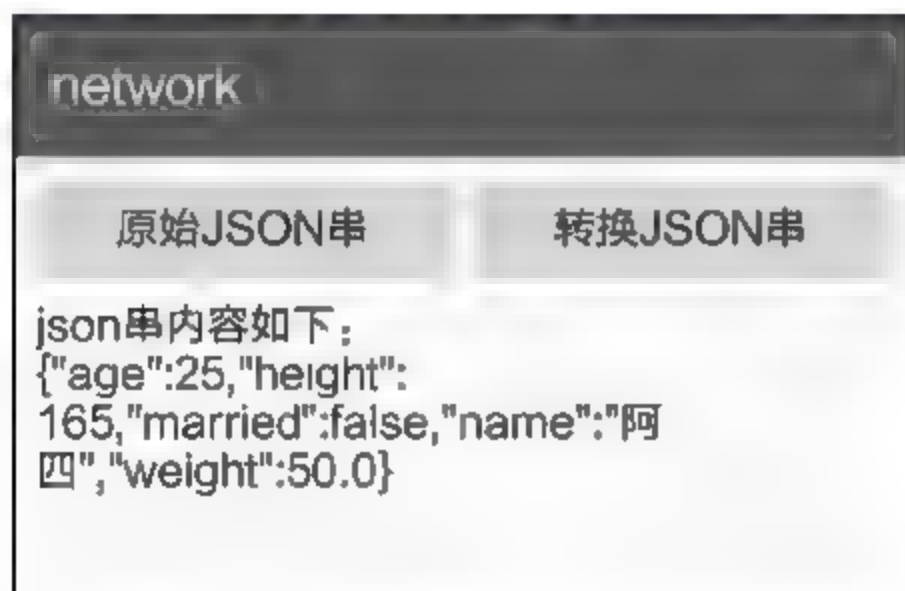 network
原始JSON串 转换JSON串
json串内容如下：
{"age":25,"height":
165,"married":false,"name":"阿
四","weight":50.0}